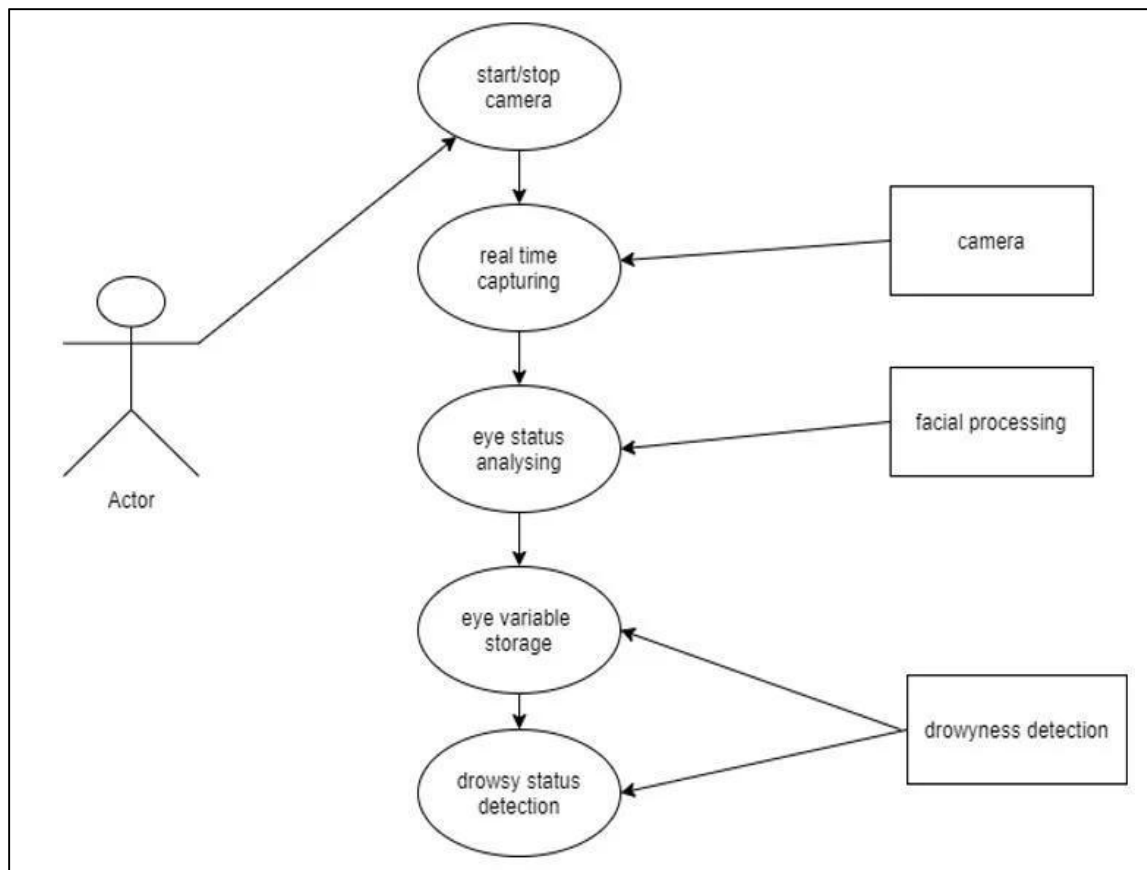 start/stop
camera
real time
capturing
camera
eye status
analysing
facial processing
Actor
eye variable
storage
drowyness detection
drowsy status
detection